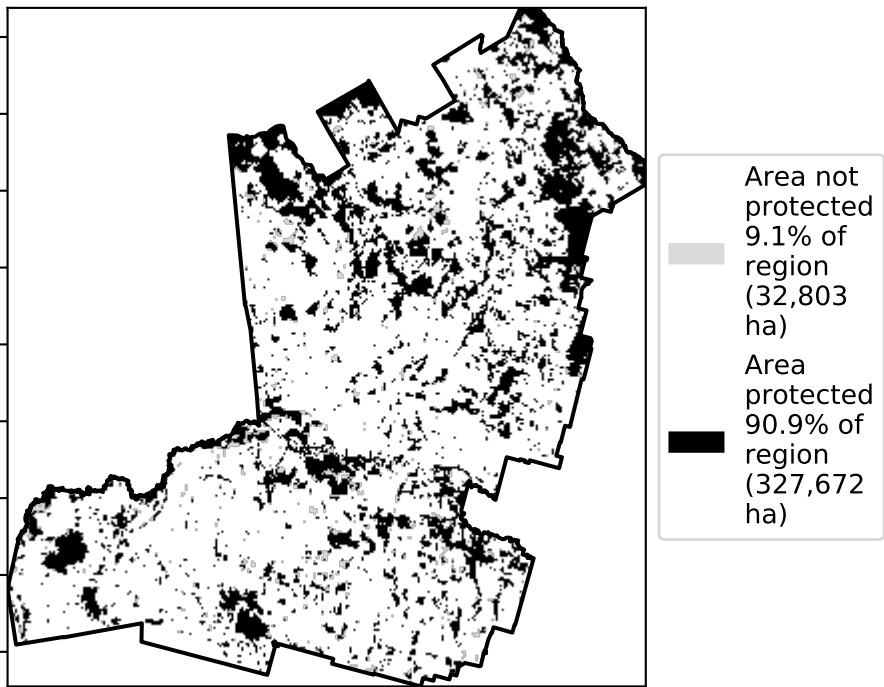 Area not
protected
9.1% of
region
(32,803
ha)
Area
protected
90.9% of
region
(327,672
ha)